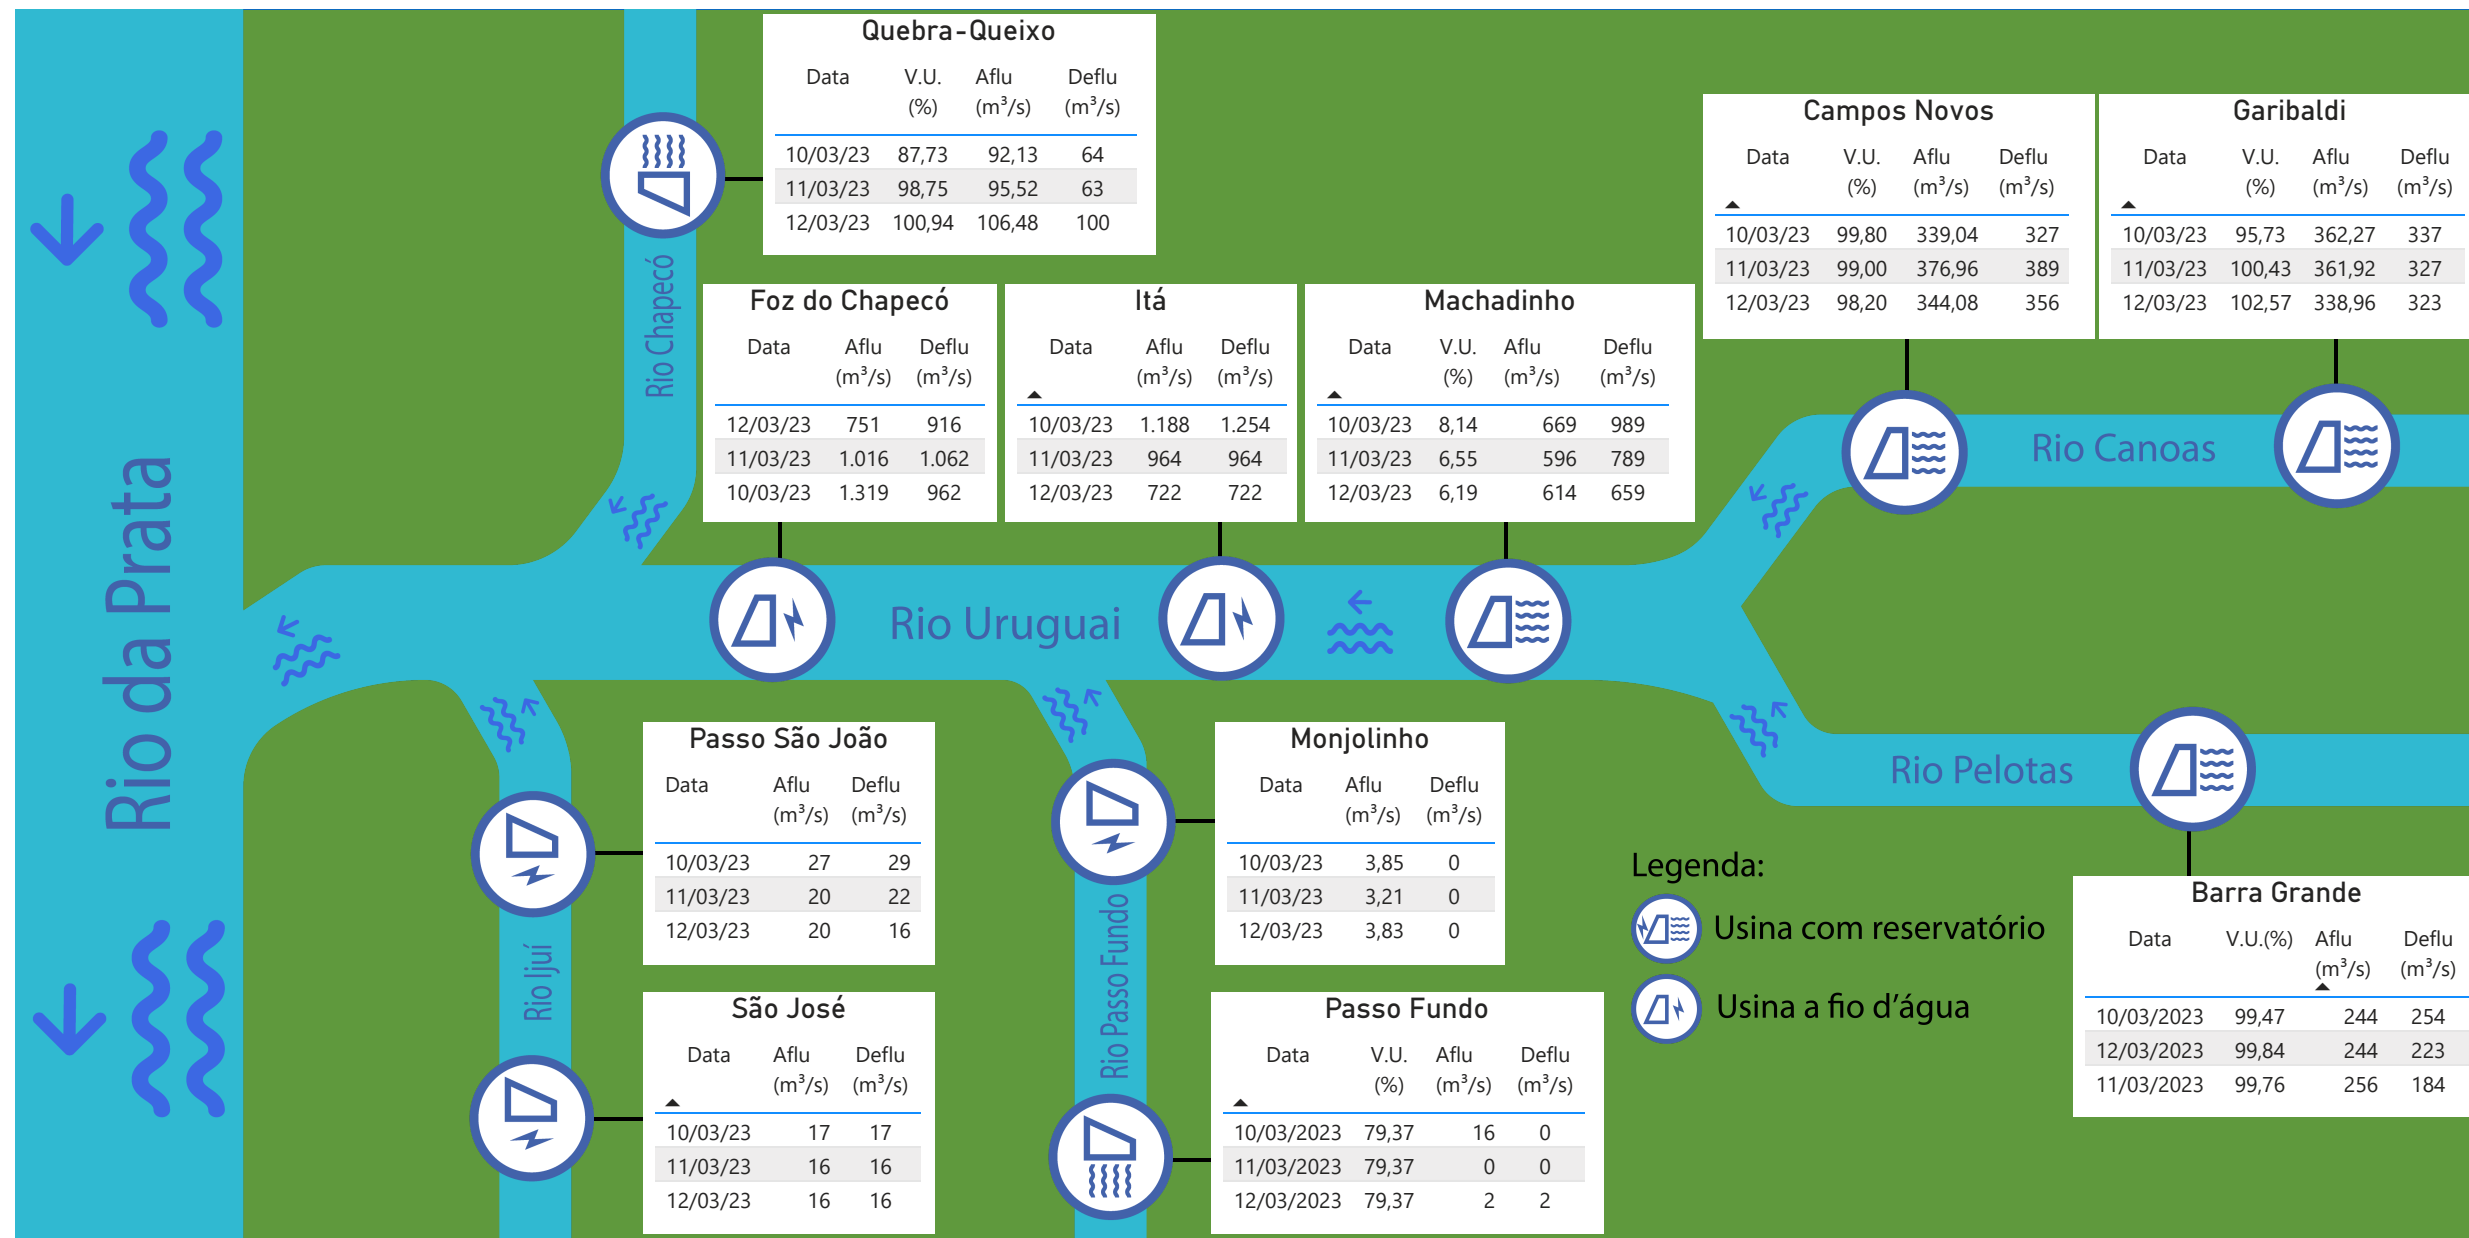 Quebra-Queixo
Data V.U. (%) Aflu (m³/s) Deflu (m³/s)
10/03/23 87,73 92,13 64
11/03/23 98,75 95,52 63
12/03/23 100,94 106,48 100
Campos Novos
Data V.U. (%) Aflu (m³/s) Deflu (m³/s)
10/03/23 99,80 339,04 327
11/03/23 99,00 376,96 389
12/03/23 98,20 344,08 356
Garibaldi
Data V.U. (%) Aflu (m³/s) Deflu (m³/s)
10/03/23 95,73 362,27 337
11/03/23 100,43 361,92 327
12/03/23 102,57 338,96 323
Rio Chapecó
Foz do Chapecó
Data Aflu (m³/s) Deflu (m³/s)
12/03/23 751 916
11/03/23 1.016 1.062
10/03/23 1.319 962
Itá
Data Aflu (m³/s) Deflu (m³/s)
10/03/23 1.188 1.254
11/03/23 964 964
12/03/23 722 722
Machadinho
Data V.U. (%) Aflu (m³/s) Deflu (m³/s)
10/03/23 8,14 669 989
11/03/23 6,55 596 789
12/03/23 6,19 614 659
Rio Canoas
Rio da Prata
Rio Uruguai
Rio Pelotas
Passo São João
Data Aflu (m³/s) Deflu (m³/s)
10/03/23 27 29
11/03/23 20 22
12/03/23 20 16
Monjolinho
Data Aflu (m³/s) Deflu (m³/s)
10/03/23 3,85 0
11/03/23 3,21 0
12/03/23 3,83 0
Legenda:
Usina com reservatório
Usina a fio d’água
Barra Grande
Data V.U.(%) Aflu (m³/s) Deflu (m³/s)
10/03/2023 99,47 244 254
12/03/2023 99,84 244 223
11/03/2023 99,76 256 184
Rio Ijuí
São José
Data Aflu (m³/s) Deflu (m³/s)
10/03/23 17 17
11/03/23 16 16
12/03/23 16 16
Rio Passo Fundo
Passo Fundo
Data V.U. (%) Aflu (m³/s) Deflu (m³/s)
10/03/2023 79,37 16 0
11/03/2023 79,37 0 0
12/03/2023 79,37 2 2